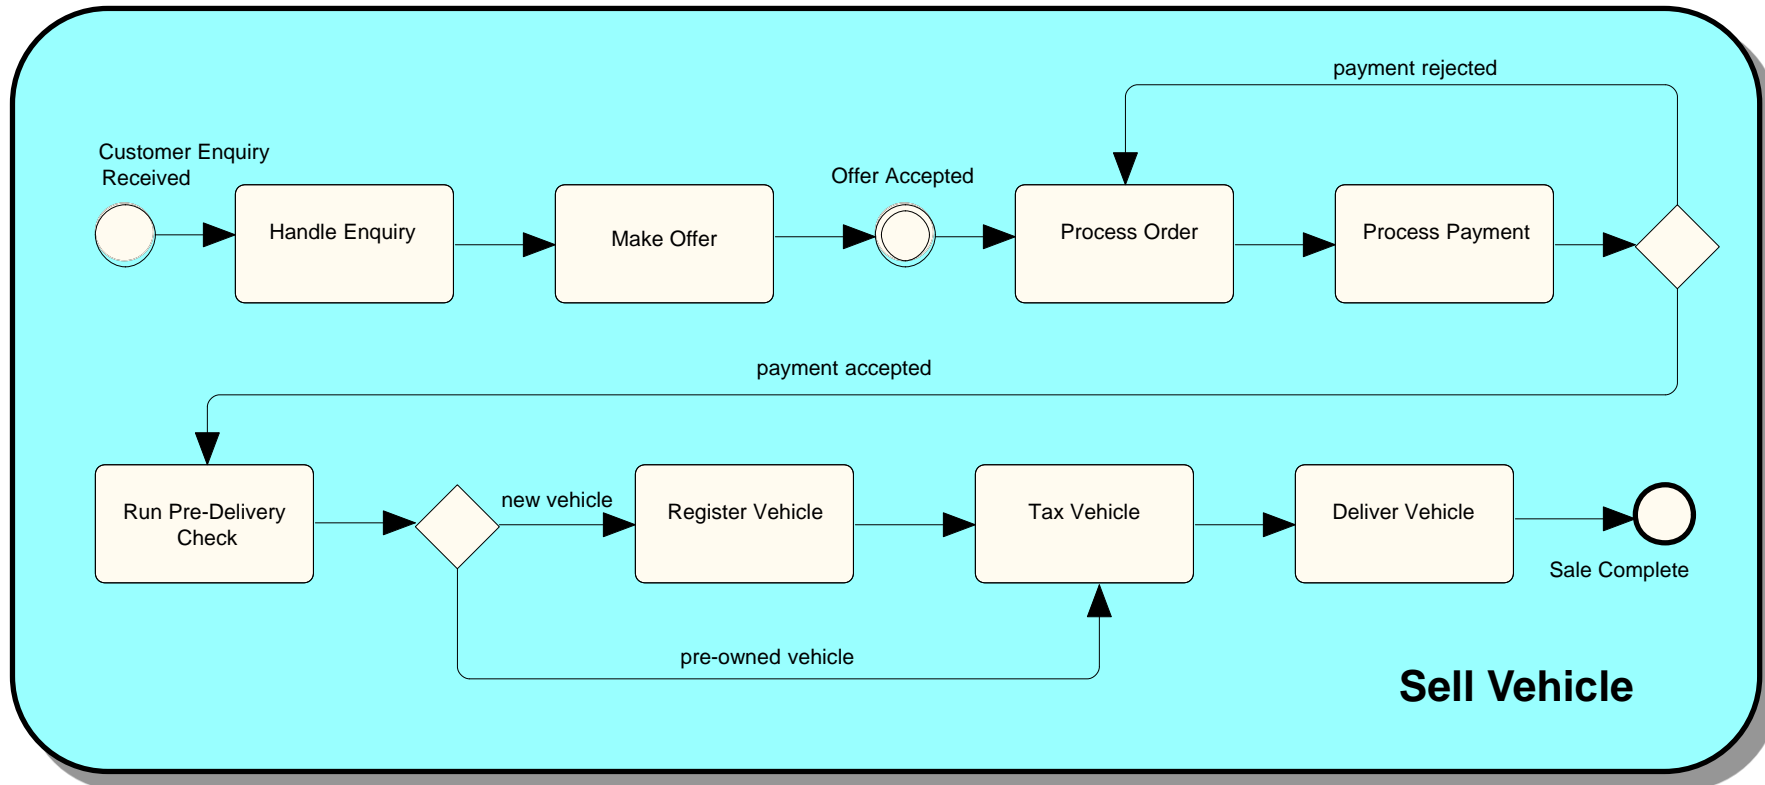 payment rejected
Customer Enquiry
Received
Offer Accepted
Handle Enquiry
Make Offer
Process Order
Process Payment
payment accepted
new vehicle
Run Pre-Delivery
Check
Register Vehicle
Tax Vehicle
Deliver Vehicle
Sale Complete
pre-owned vehicle
Sell Vehicle